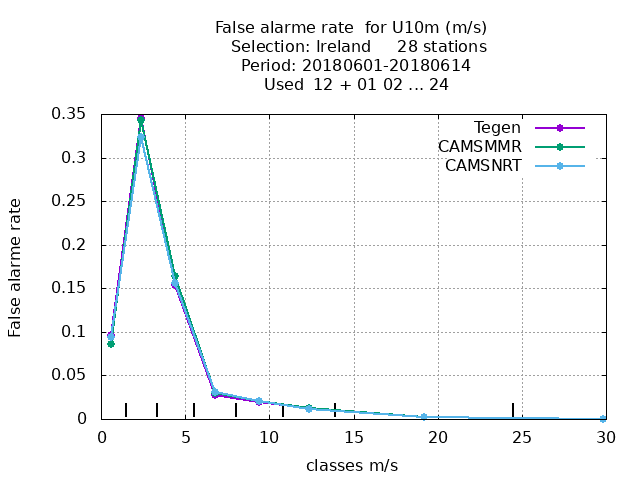 False alarme rate  for U10m (m/s)
Selection: Ireland     28 stations
Period: 20180601-20180614
Used  12 + 01 02 ... 24
0.35
0.3
0.25
0.2
0.15
0.1
0.05
0
False alarme rate
Tegen
CAMSMMR
CAMSNRT
0 5 10 15 20 25 30
classes m/s